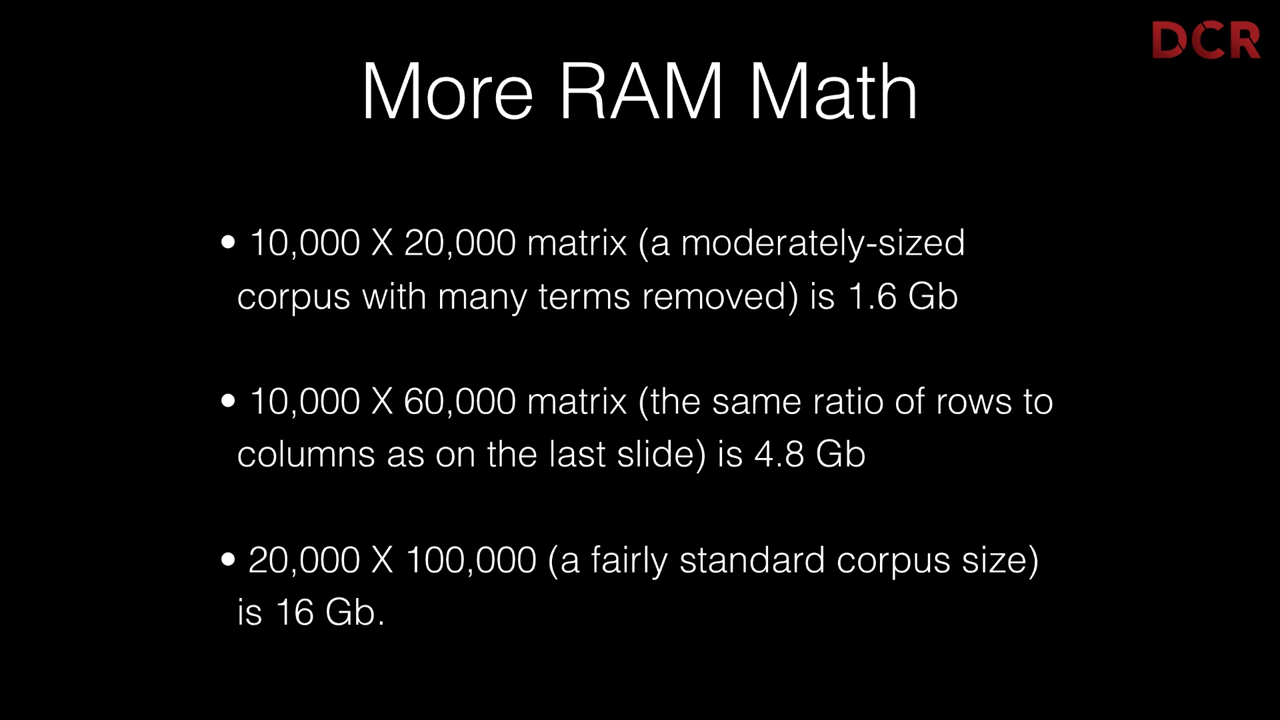 DCR
More RAM Math
• 10,000 X 20,000 matrix (a moderately-sized
corpus with many terms removed) is 1.6 Gb
• 10,000 X 60,000 matrix (the same ratio of rows to
columns as on the last slide) is 4.8 Gb
• 20,000 X 100,000 (a fairly standard corpus size)
is 16 Gb.